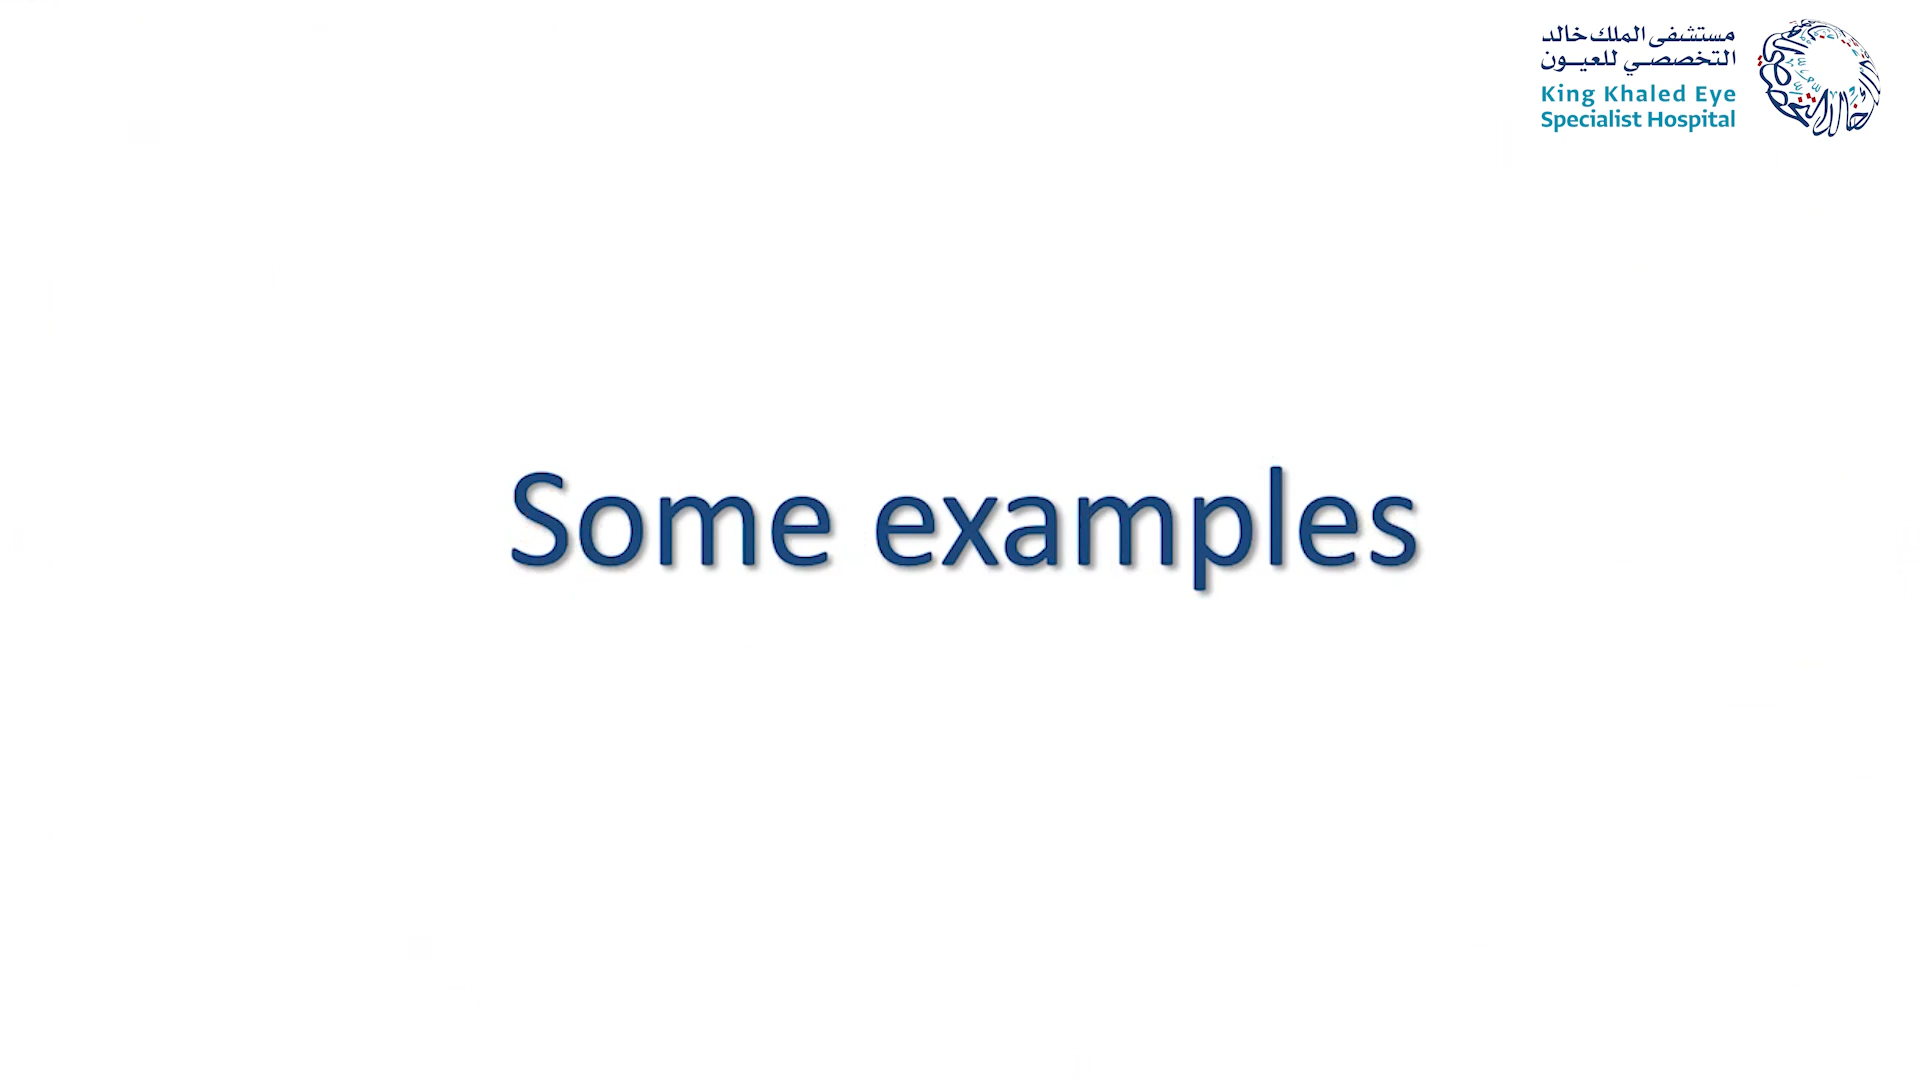 مستشفى الملك خالد
التخصصي للعيون
King Khaled Eye
Specialist Hospital
Some examples